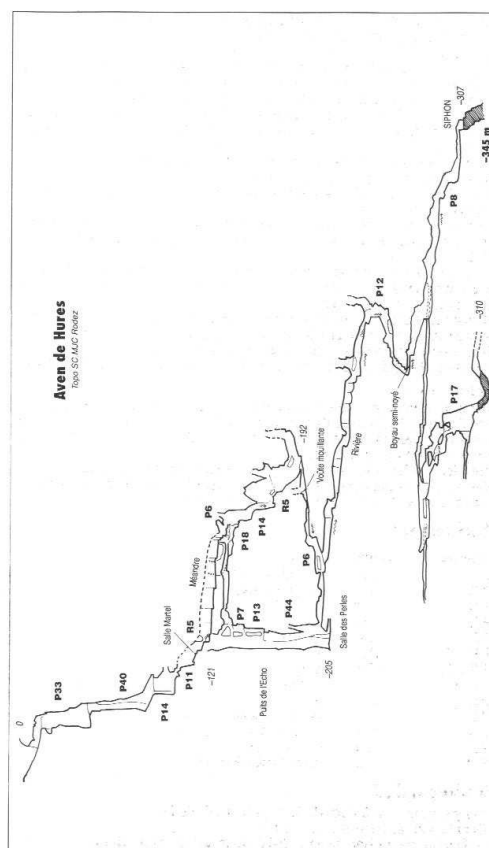 Aven de Hures
Topo SC MJC Rodez
0
P33
P40
P14
P11
Salle Martel
R5
-121
Puits de l'Echo
P7
P13
P44
-205
Salle des Perles
Méandre
P6
P18
P14
R5
-192
Voûte mouillante
P6
Rivière
P12
Boyau semi-noyé
P17
-310
P8
SIPHON
-307
-345 m